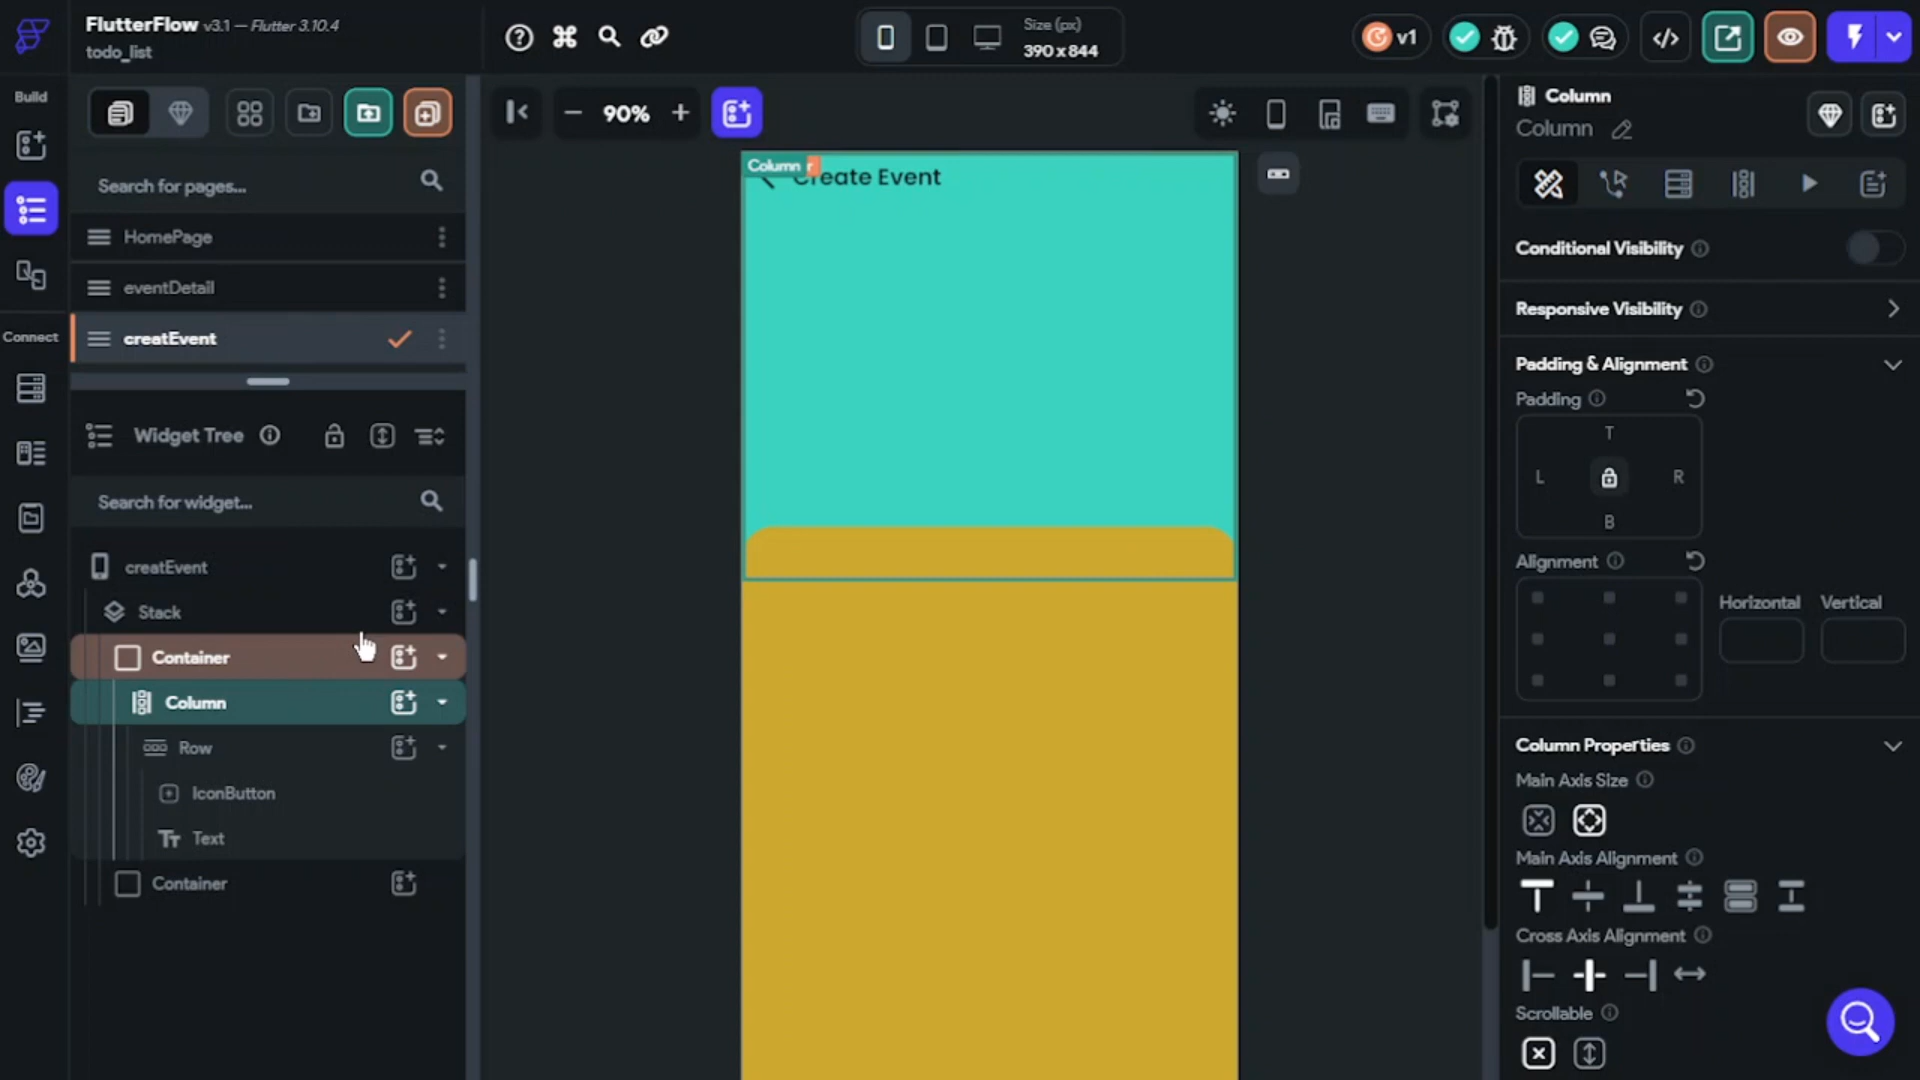 FlutterFlow v3.1 — Flutter 3.10.4
todo_list
Size (px)
390 x 844
v1
Build
90%
Column
Column
Search for pages...
HomePage
eventDetail
creatEvent
Connect
Column
Create Event
Conditional Visibility
Responsive Visibility
Padding & Alignment
Padding
T
L
R
B
Widget Tree
Search for widget...
creatEvent
Stack
Container
Column
Row
IconButton
Text
Container
Alignment
Horizontal
Vertical
Column Properties
Main Axis Size
Main Axis Alignment
Cross Axis Alignment
Scrollable